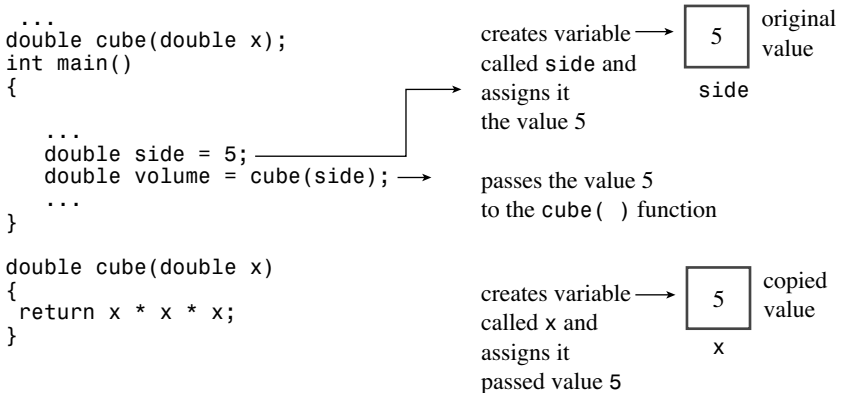 ...
double cube(double x);
int main()
{
...
double side = 5;
double volume = cube(side);
...
}
double cube(double x)
{
return x * x * x;
}
creates variable
called side and
assigns it
the value 5
5
original
value
side
passes the value 5
to the cube( ) function
creates variable
called x and
assigns it
passed value 5
5
copied
value
x